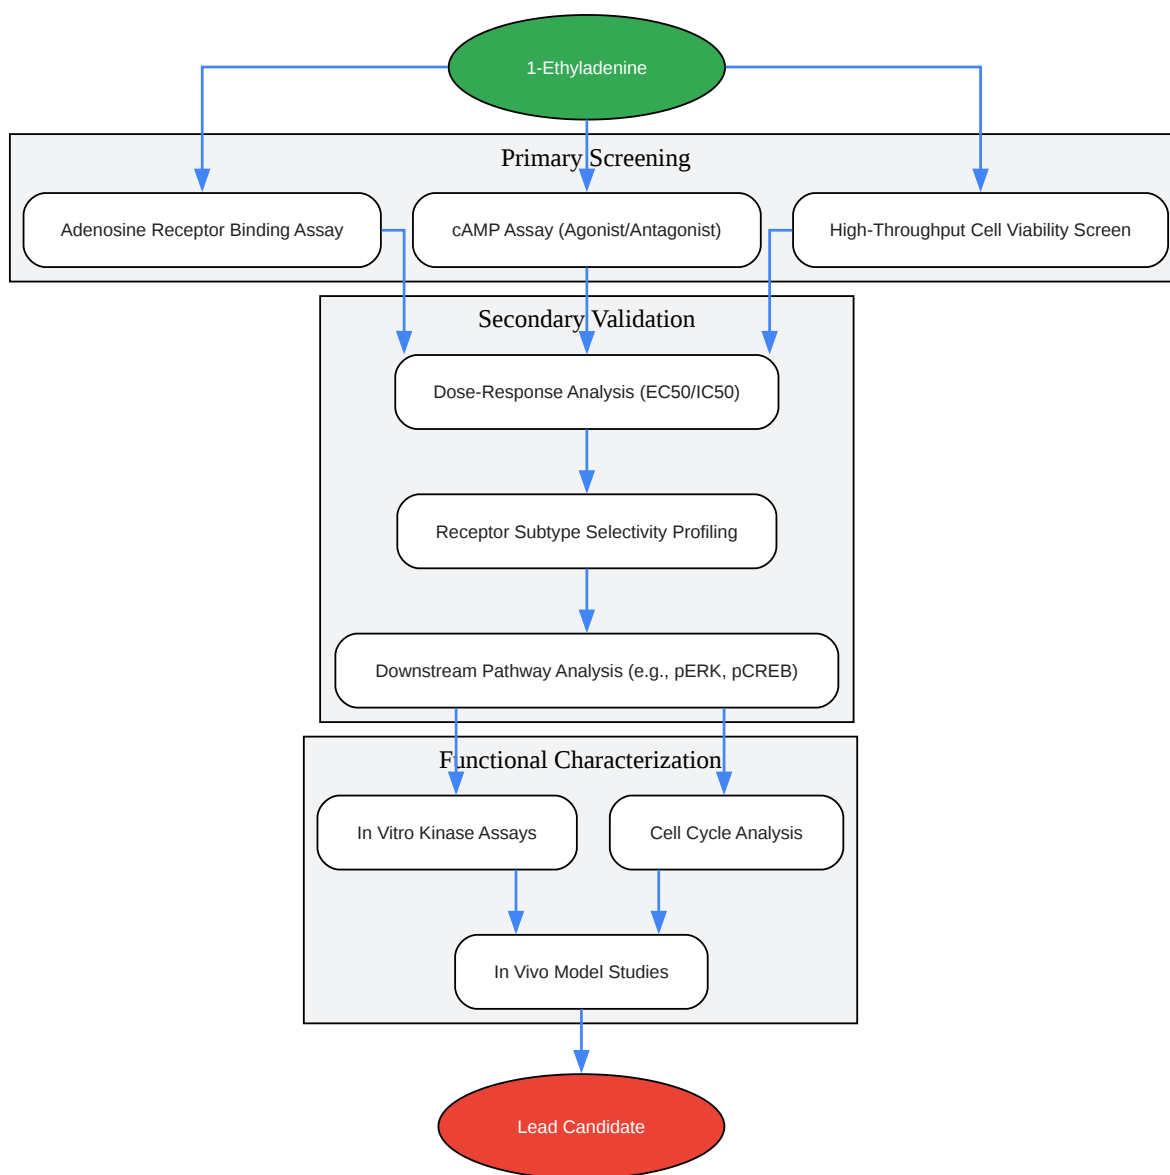 1-Ethyladenine
Primary Screening
Adenosine Receptor Binding Assay
cAMP Assay (Agonist/Antagonist)
High-Throughput Cell Viability Screen
Secondary Validation
Dose-Response Analysis (EC50/IC50)
Receptor Subtype Selectivity Profiling
Downstream Pathway Analysis (e.g., pERK, pCREB)
Functional Characterization
In Vitro Kinase Assays
Cell Cycle Analysis
In Vivo Model Studies
Lead Candidate